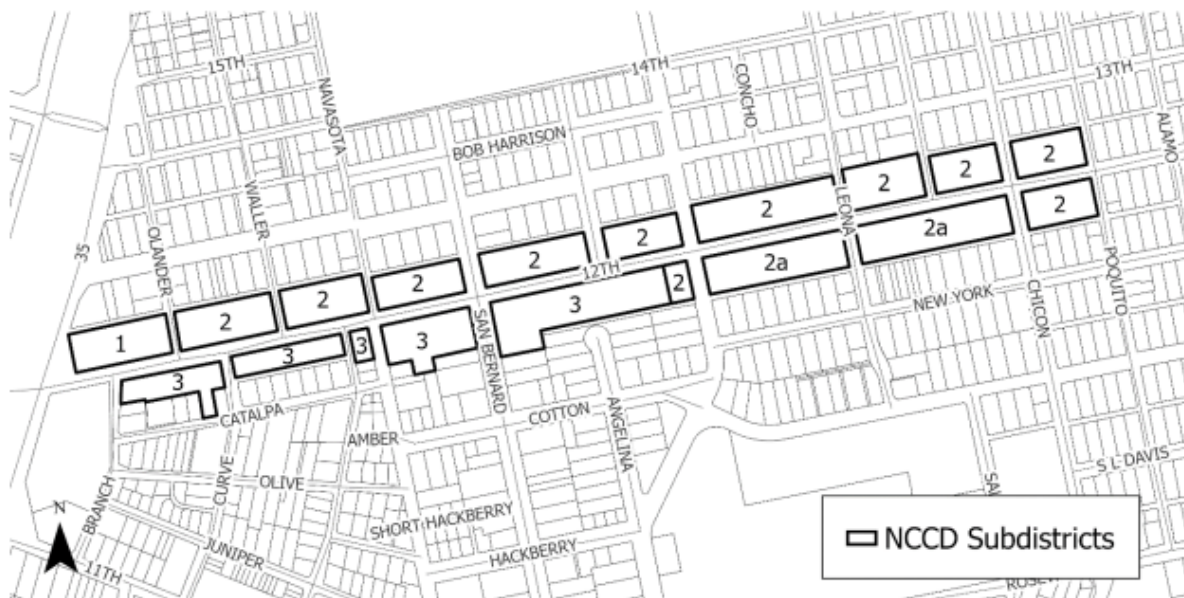 15TH
14TH
13TH
NAVASOTA
CONCHO
ALAMO
BOB HARRISON
WALLER
OLANDER
35
LEONA
2
2
2
2
2
2
2
2
2
1
12TH
2
2a
2a
2
3
3
3
3
3
POQUITO
CHICON
NEW YORK
SAN BERNARD
CATALPA
COTTON
ANGELINA
AMBER
CURVE
OLIVE
BRANCH
S L DAVIS
SHORT HACKBERRY
JUNIPER
HACKBERRY
N
11TH
NCCD Subdistricts